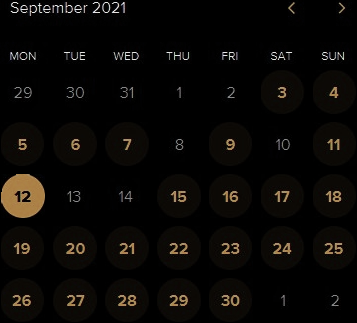 September 2021
MON TUE WED THU FRI SAT SUN
29 30 31 1 2 3 4
5 6 7 8 9 10 11
12 13 14 15 16 17 18
19 20 21 22 23 24 25
26 27 28 29 30 1 2